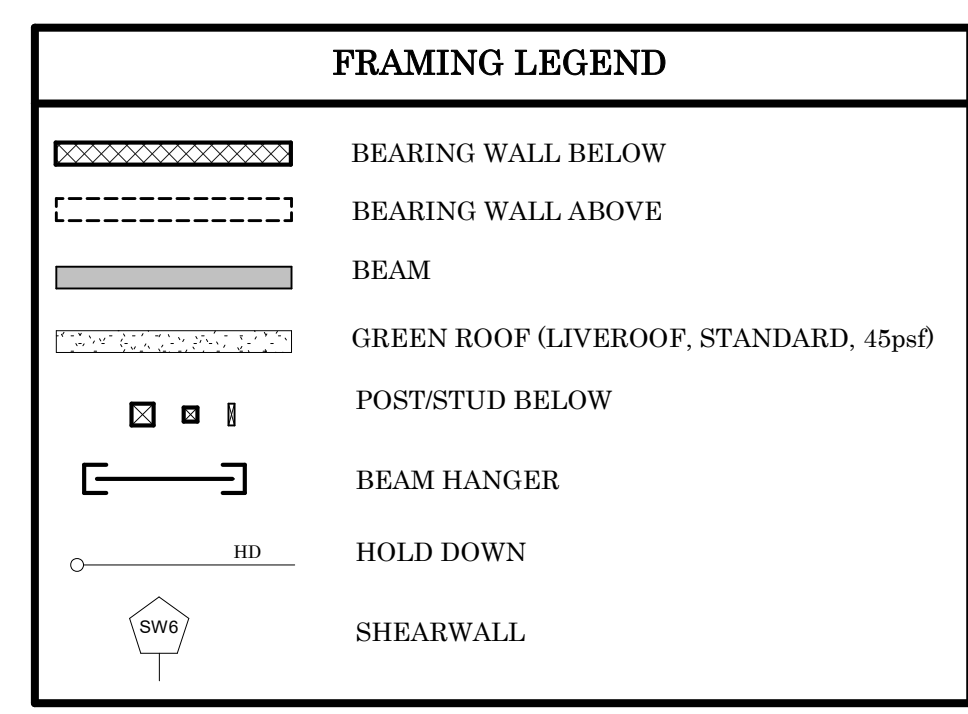 FRAMING LEGEND
BEARING WALL BELOW
BEARING WALL ABOVE
BEAM
GREEN ROOF (LIVEROOF, STANDARD, 45psf)
POST/STUD BELOW
BEAM HANGER
HD HOLD DOWN
SW6 SHEARWALL